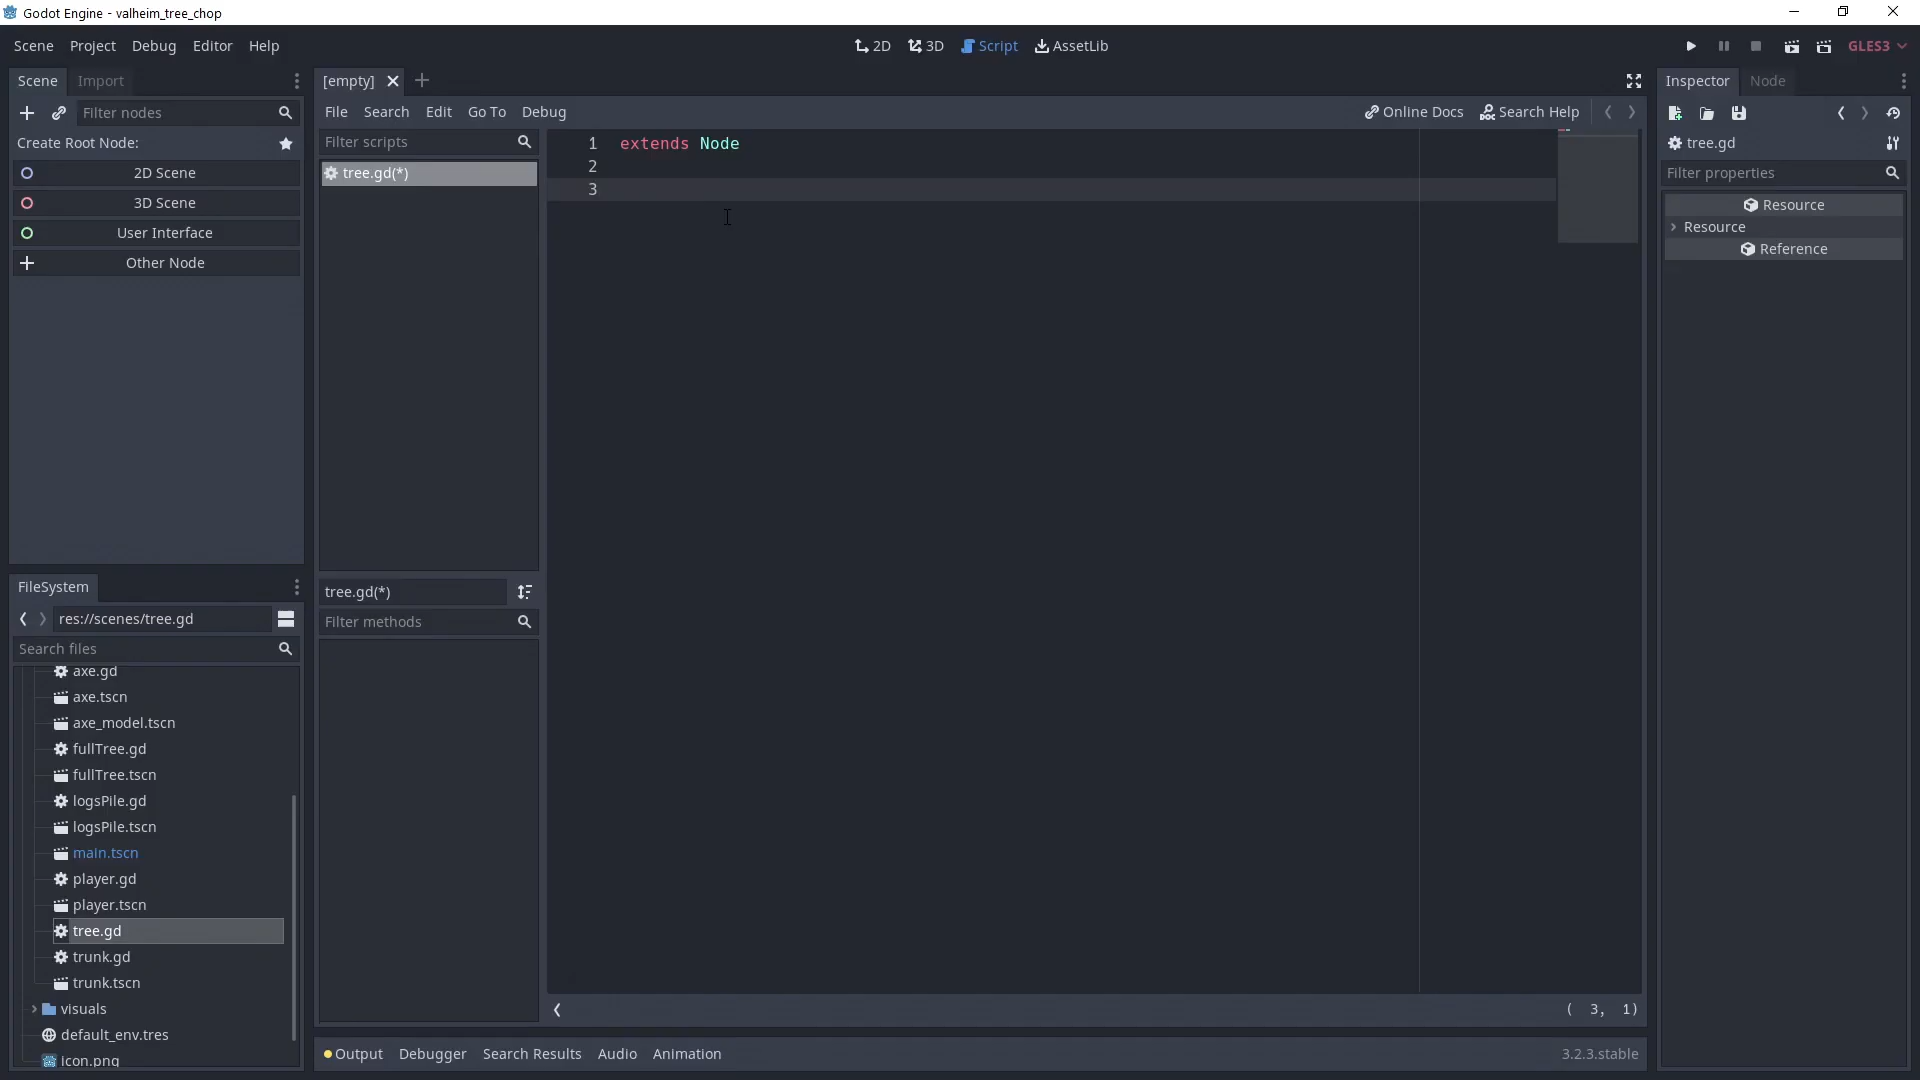 Godot Engine - valheim_tree_chop
Scene Project Debug Editor Help
2D 3D Script AssetLib
GLES3
Scene Import
Filter nodes
Create Root Node:
2D Scene
3D Scene
User Interface
Other Node
FileSystem
res://scenes/tree.gd
Search files
axe.gd
axe.tscn
axe_model.tscn
fullTree.gd
fullTree.tscn
logsPile.gd
logsPile.tscn
main.tscn
player.gd
player.tscn
tree.gd
trunk.gd
trunk.tscn
visuals
default_env.tres
icon.png
[empty]
File Search Edit Go To Debug
Online Docs Search Help
Filter scripts
tree.gd(*)
tree.gd(*)
Filter methods
1 extends Node
2
3
( 3, 1)
Output Debugger Search Results Audio Animation
3.2.3.stable
Inspector Node
tree.gd
Filter properties
Resource
Resource
Reference